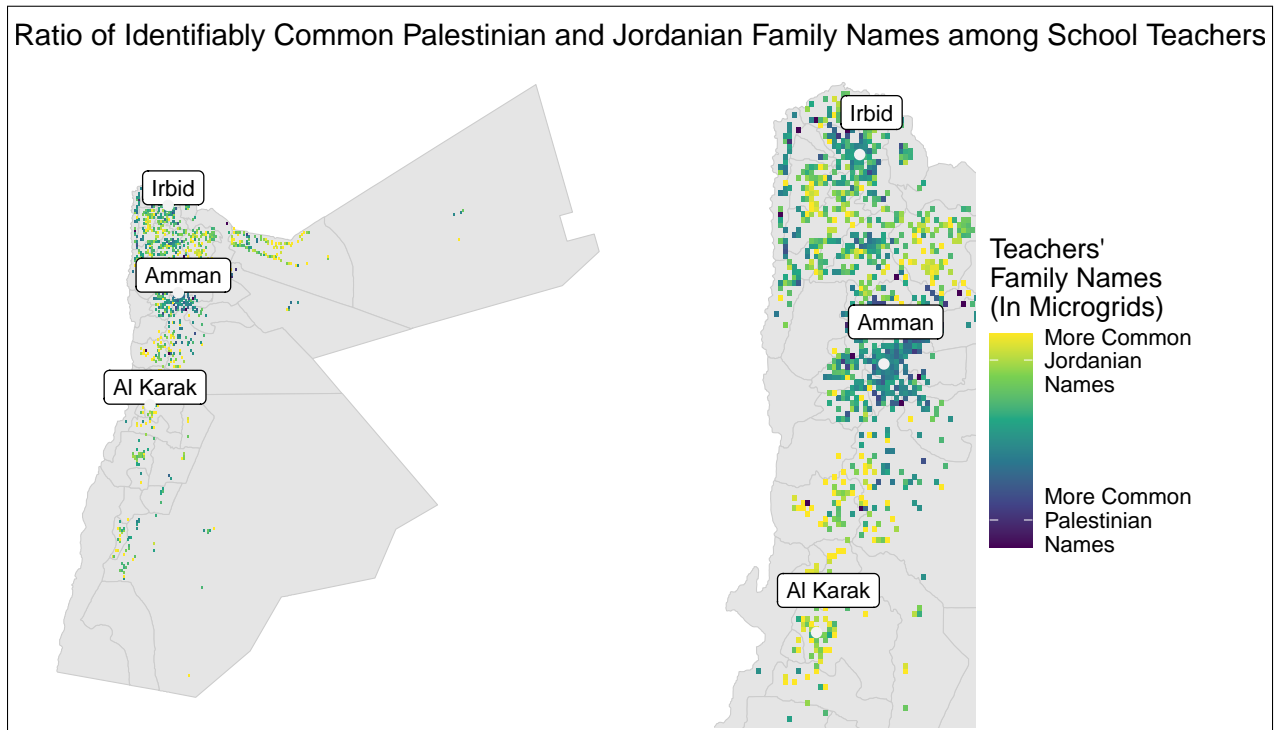 Ratio of Identifiably Common Palestinian and Jordanian Family Names among School Teachers
Irbid
Amman
Al Karak
Irbid
Amman
Al Karak
Teachers'
Family Names
(In Microgrids)
More Common
Jordanian
Names
More Common
Palestinian
Names